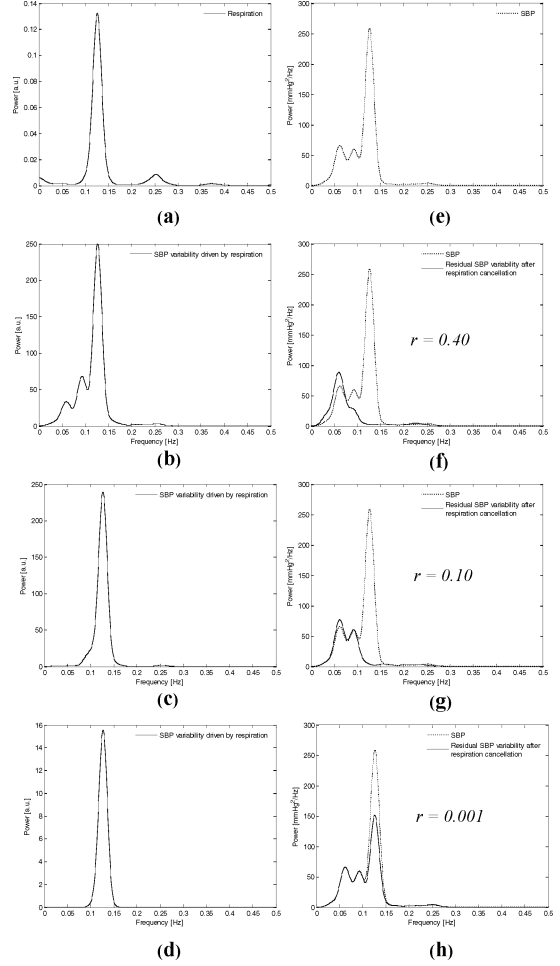 0.14
0.12
0.1
0.08
0.06
0.04
0.02
0
Power [a.u.]
Respiration
0 0.05 0.1 0.15 0.2 0.25 0.3 0.35 0.4 0.45 0.5
(a)
300
250
200
150
100
50
0
Power [mmHg²/Hz]
SBP
0 0.05 0.1 0.15 0.2 0.25 0.3 0.35 0.4 0.45 0.5
(e)
250
200
150
100
50
0
Power [a.u.]
SBP variability driven by respiration
0 0.05 0.1 0.15 0.2 0.25 0.3 0.35 0.4 0.45 0.5
Frequency [Hz]
(b)
300
250
200
150
100
50
0
Power [mmHg²/Hz]
SBP
Residual SBP variability after
respiration cancellation
r = 0.40
0 0.05 0.1 0.15 0.2 0.25 0.3 0.35 0.4 0.45 0.5
Frequency [Hz]
(f)
250
200
150
100
50
0
Power [a.u.]
SBP variability driven by respiration
0 0.05 0.1 0.15 0.2 0.25 0.3 0.35 0.4 0.45 0.5
Frequency [Hz]
(c)
300
250
200
150
100
50
0
Power [mmHg²/Hz]
SBP
Residual SBP variability after
respiration cancellation
r = 0.10
0 0.05 0.1 0.15 0.2 0.25 0.3 0.35 0.4 0.45 0.5
Frequency [Hz]
(g)
16
14
12
10
8
6
4
2
0
Power [a.u.]
SBP variability driven by respiration
0 0.05 0.1 0.15 0.2 0.25 0.3 0.35 0.4 0.45 0.5
Frequency [Hz]
(d)
300
250
200
150
100
50
0
Power [mmHg²/Hz]
SBP
Residual SBP variability after
respiration cancellation
r = 0.001
0 0.05 0.1 0.15 0.2 0.25 0.3 0.35 0.4 0.45 0.5
Frequency [Hz]
(h)